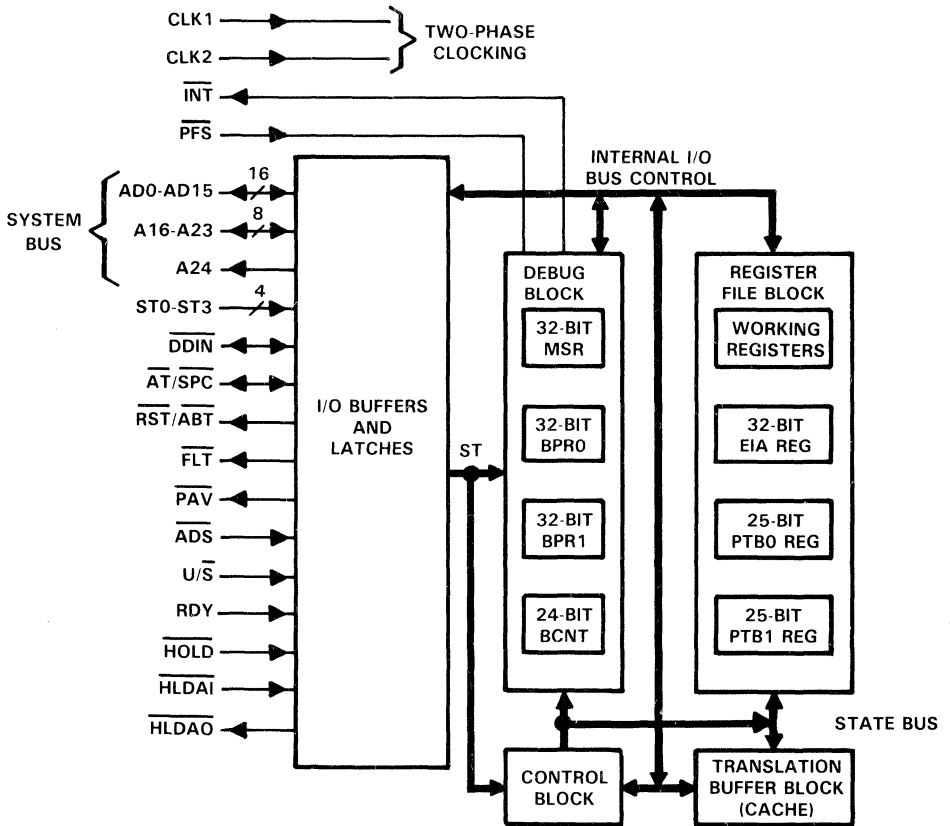 CLK1
CLK2
TWO-PHASE
CLOCKING
INT
PFS
SYSTEM
BUS
AD0-AD15
16
A16-A23
8
A24
ST0-ST3
4
DDIN
AT/SPC
RST/ABT
FLT
PAV
ADS
U/S
RDY
HOLD
HLDAI
HLDAO
I/O BUFFERS
AND
LATCHES
ST
INTERNAL I/O
BUS CONTROL
DEBUG
BLOCK
32-BIT
MSR
32-BIT
BPR0
32-BIT
BPR1
24-BIT
BCNT
REGISTER
FILE BLOCK
WORKING
REGISTERS
32-BIT
EIA REG
25-BIT
PTB0 REG
25-BIT
PTB1 REG
STATE BUS
CONTROL
BLOCK
TRANSLATION
BUFFER BLOCK
(CACHE)